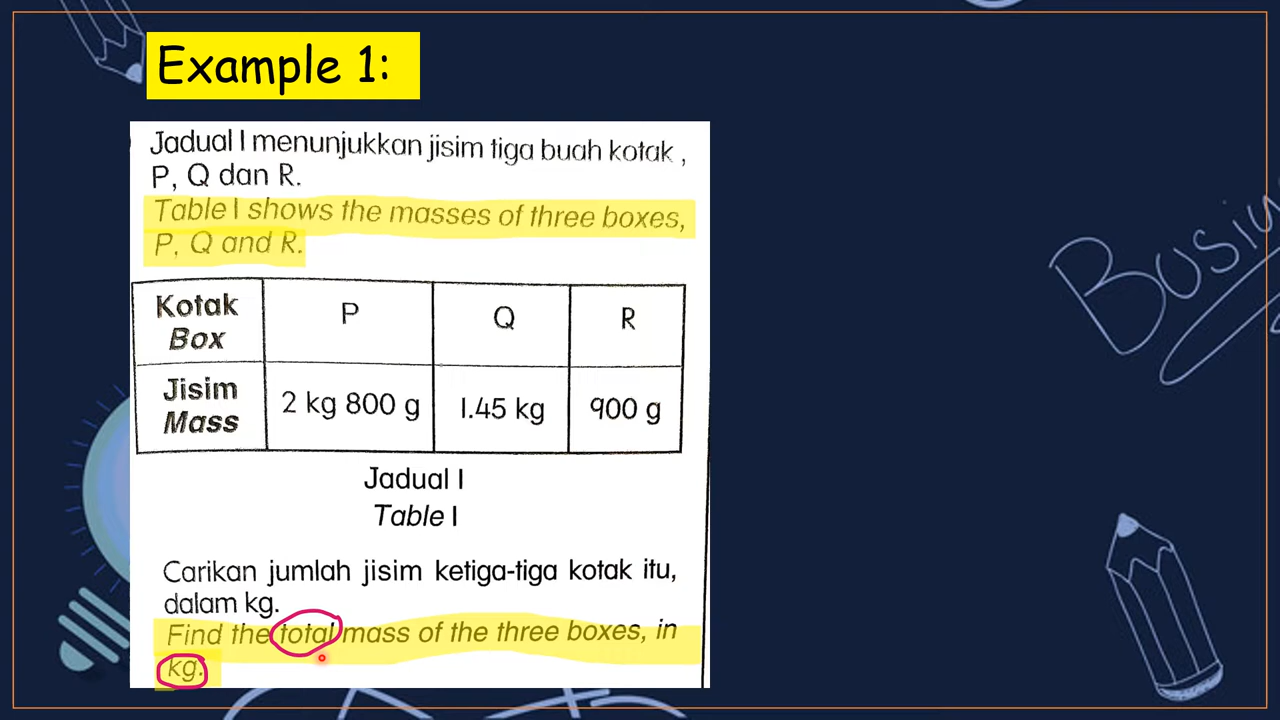 Example 1:
Jadual 1 menunjukkan jisim tiga buah kotak ,
P, Q dan R.
Table 1 shows the masses of three boxes,
P, Q and R.
Kotak
Box
P
Q
R
Jisim
Mass
2 kg 800 g
1.45 kg
900 g
Jadual 1
Table 1
Carikan jumlah jisim ketiga-tiga kotak itu,
dalam kg.
Find the total mass of the three boxes, in
kg.